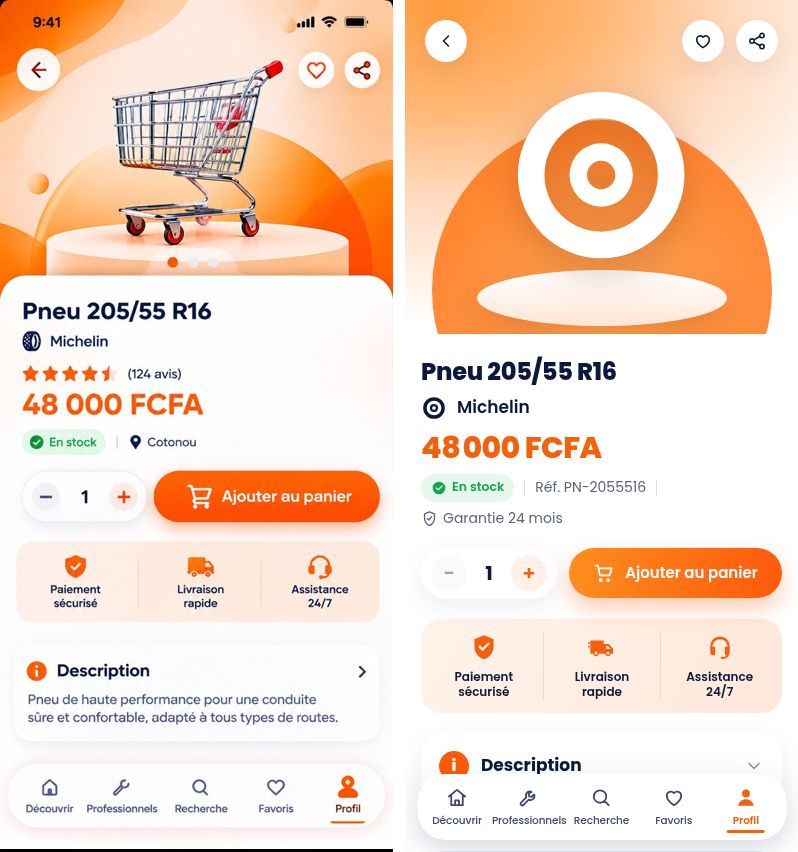 9:41
Pneu 205/55 R16
Michelin
(124 avis)
48 000 FCFA
En stock
Cotonou
1
Ajouter au panier
Paiement
sécurisé
Livraison
rapide
Assistance
24/7
Description
Pneu de haute performance pour une conduite
sûre et confortable, adapté à tous types de routes.
Découvrir
Professionnels
Recherche
Favoris
Profil
Pneu 205/55 R16
Michelin
48 000 FCFA
En stock
Réf. PN-2055516
Garantie 24 mois
1
Ajouter au panier
Paiement
sécurisé
Livraison
rapide
Assistance
24/7
Description
Découvrir
Professionnels
Recherche
Favoris
Profil